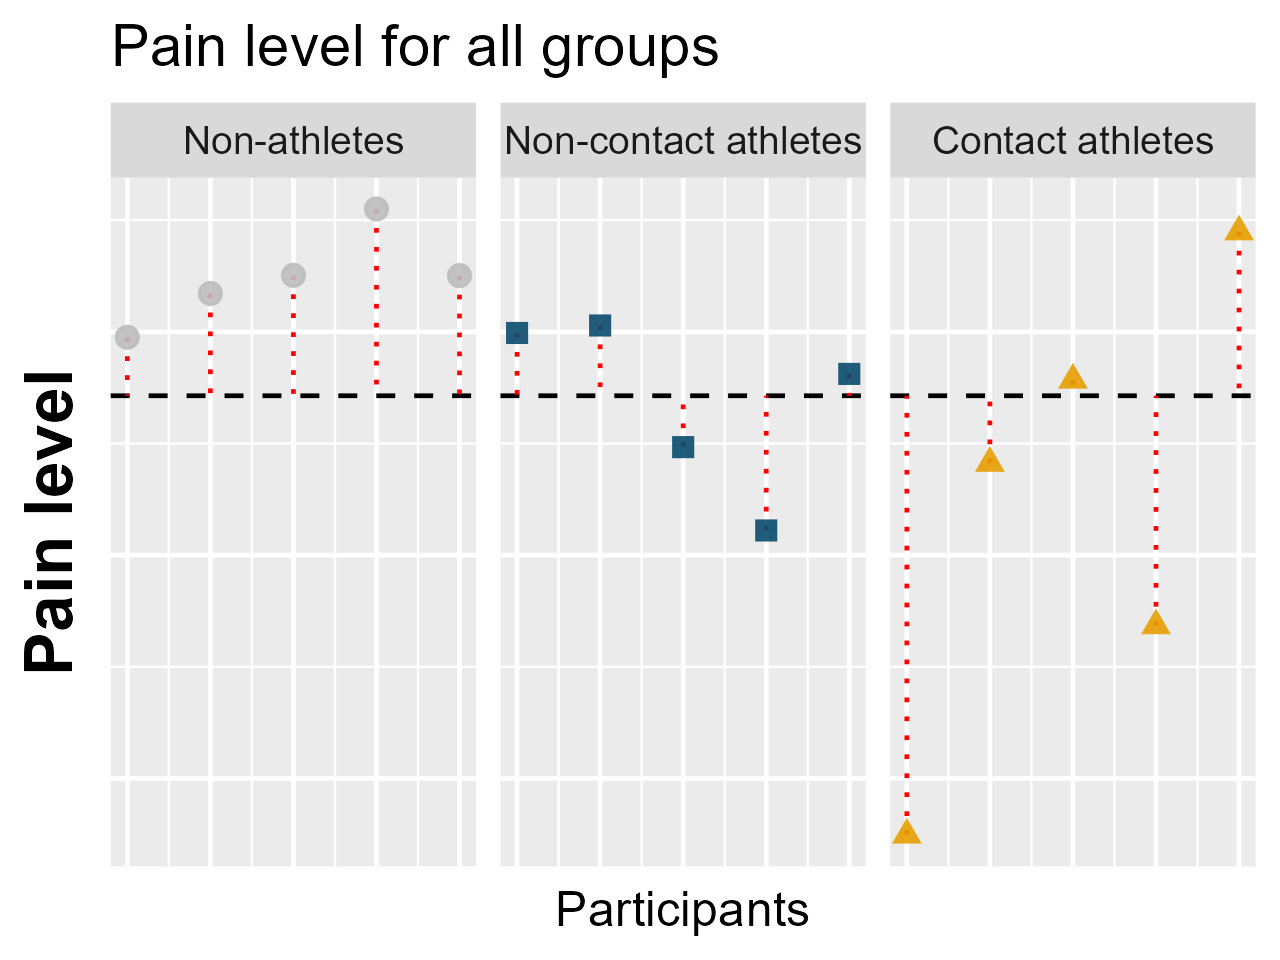 Pain level for all groups
Non-athletes
Non-contact athletes
Contact athletes
Pain level
Participants